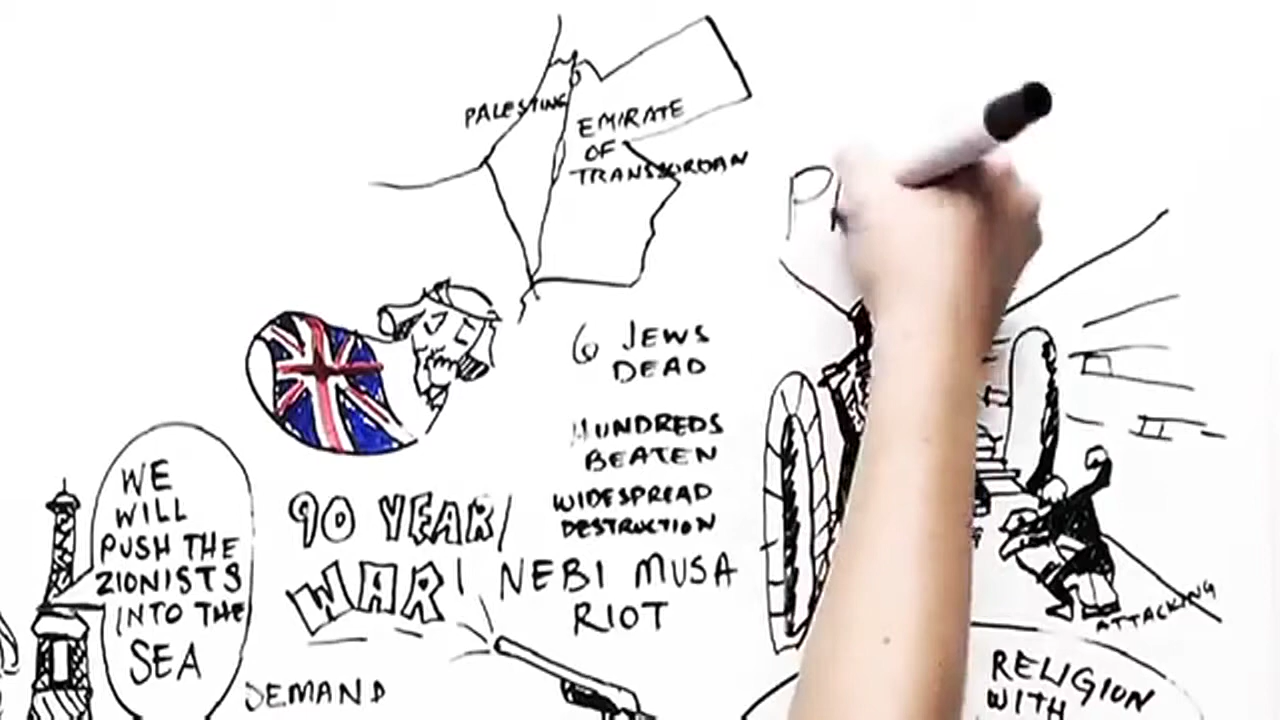 PALESTINE
EMIRATE
OF
TRANSJORDAN
6 JEWS
DEAD
HUNDREDS
BEATEN
WIDESPREAD
DESTRUCTION
NEBI MUSA
RIOT
90 YEAR
WAR
WE
WILL
PUSH THE
ZIONISTS
INTO THE
SEA
DEMAND
ATTACKING
RELIGION
WITH